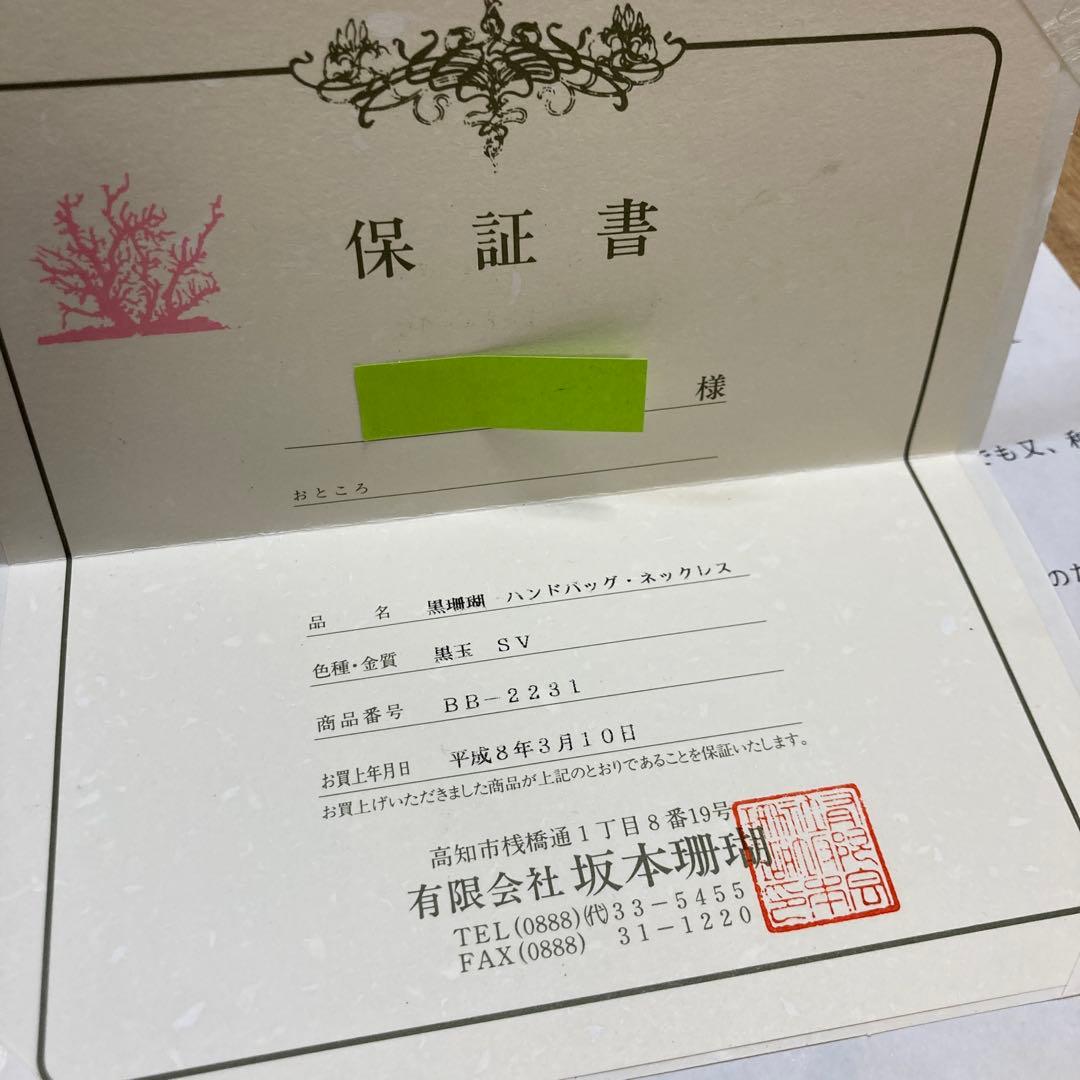 保証書
様
おところ
品名 黒珊瑚 ハンドバッグ・ネックレス
色種・金質 黒玉 SV
商品番号 BB-2231
お買上年月日 平成8年3月10日
お買上げいただきました商品が上記のとおりであることを保証いたします。
高知市桟橋通1丁目8番19号
有限会社 坂本珊瑚
TEL(0888)(代)33-5455
FAX(0888) 31-1220
も又、
のた